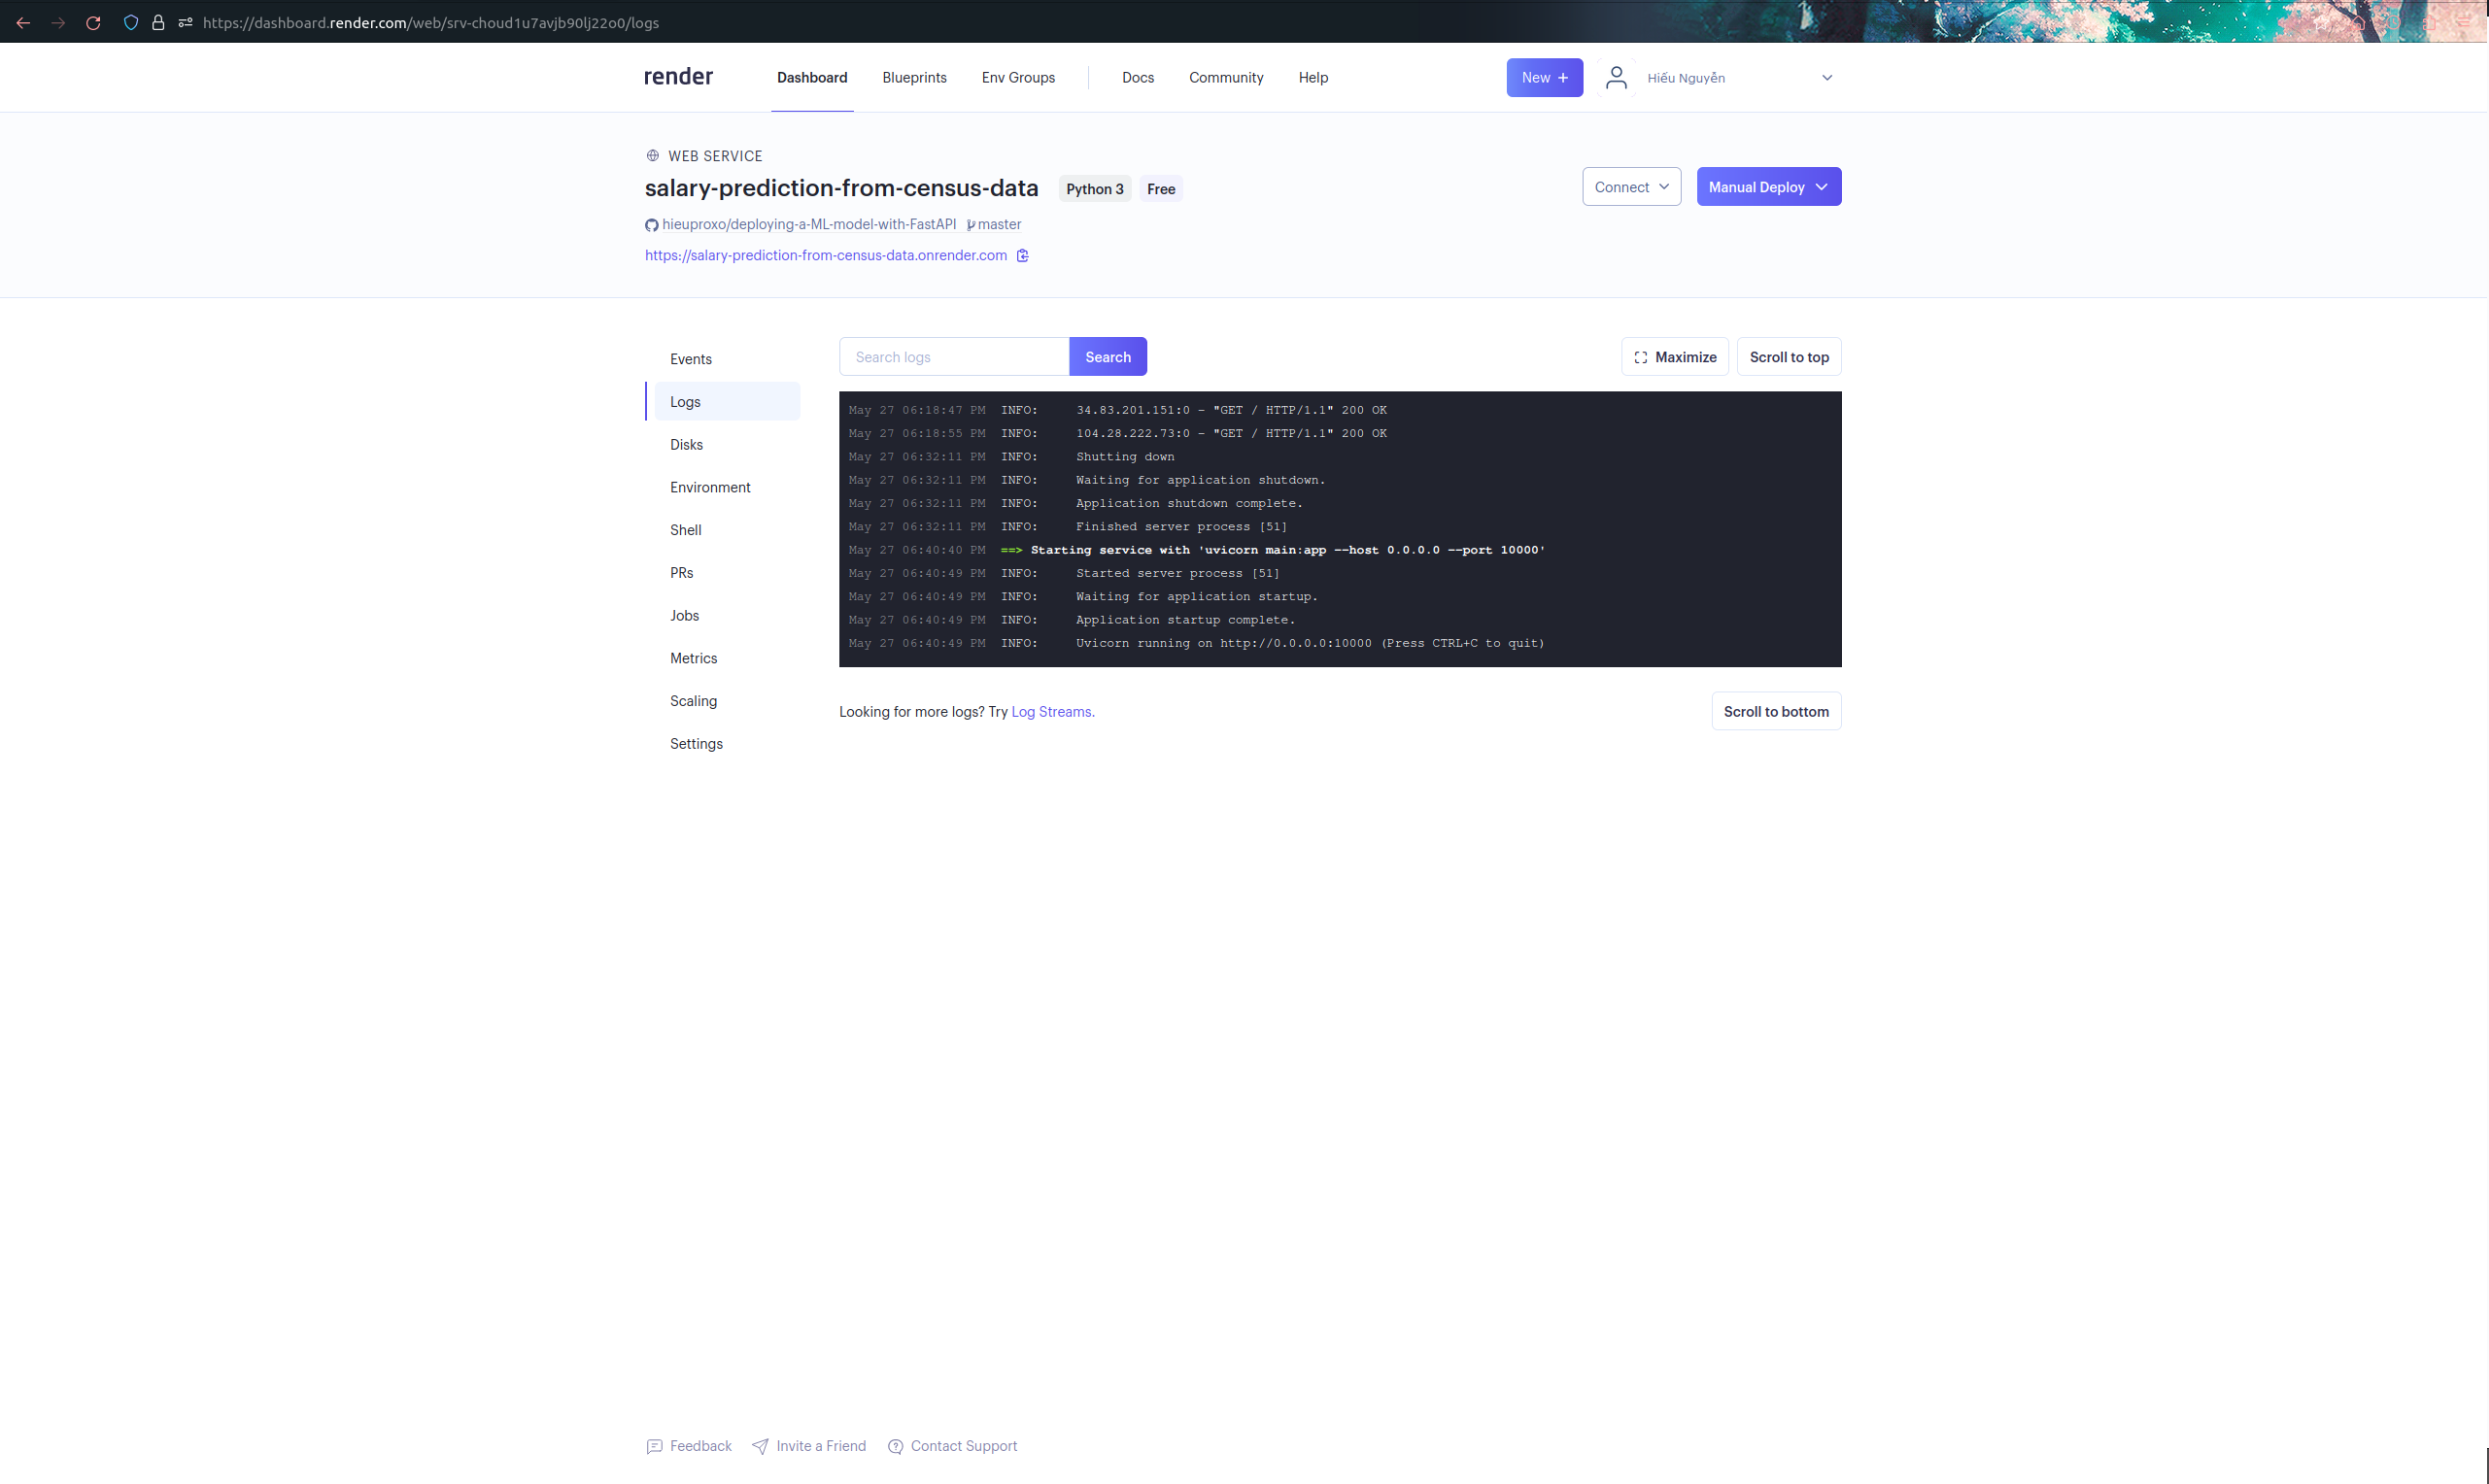 https://dashboard.render.com/web/srv-choud1u7avjb90lj22o0/logs
render
Dashboard
Blueprints
Env Groups
Docs
Community
Help
New +
Hiếu Nguyễn
WEB SERVICE
salary-prediction-from-census-data
Python 3
Free
Connect
Manual Deploy
hieuproxo/deploying-a-ML-model-with-FastAPI master
https://salary-prediction-from-census-data.onrender.com
Events
Logs
Disks
Environment
Shell
PRs
Jobs
Metrics
Scaling
Settings
Search logs
Search
Maximize
Scroll to top
May 27 06:18:47 PM INFO: 34.83.201.151:0 - "GET / HTTP/1.1" 200 OK
May 27 06:18:55 PM INFO: 104.28.222.73:0 - "GET / HTTP/1.1" 200 OK
May 27 06:32:11 PM INFO: Shutting down
May 27 06:32:11 PM INFO: Waiting for application shutdown.
May 27 06:32:11 PM INFO: Application shutdown complete.
May 27 06:32:11 PM INFO: Finished server process [51]
May 27 06:40:40 PM ==> Starting service with 'uvicorn main:app --host 0.0.0.0 --port 10000'
May 27 06:40:49 PM INFO: Started server process [51]
May 27 06:40:49 PM INFO: Waiting for application startup.
May 27 06:40:49 PM INFO: Application startup complete.
May 27 06:40:49 PM INFO: Uvicorn running on http://0.0.0.0:10000 (Press CTRL+C to quit)
Looking for more logs? Try Log Streams.
Scroll to bottom
Feedback
Invite a Friend
Contact Support